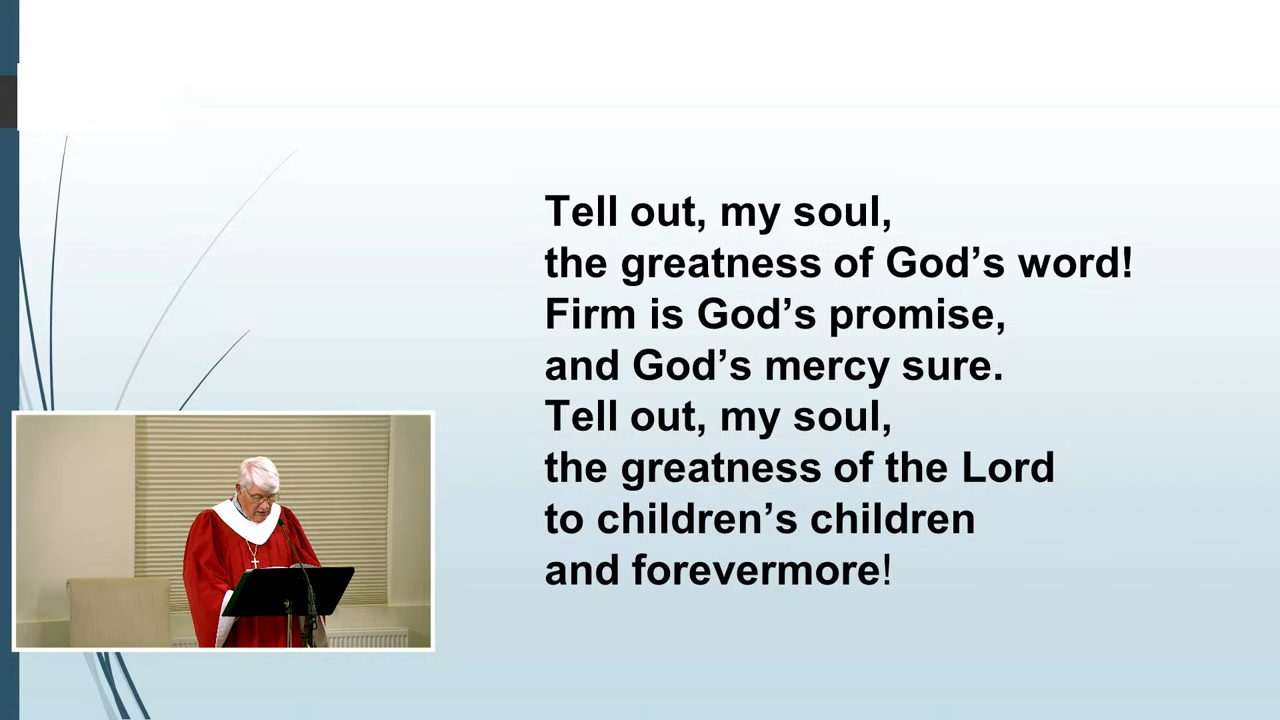 Tell out, my soul,
the greatness of God’s word!
Firm is God’s promise,
and God’s mercy sure.
Tell out, my soul,
the greatness of the Lord
to children’s children
and forevermore!